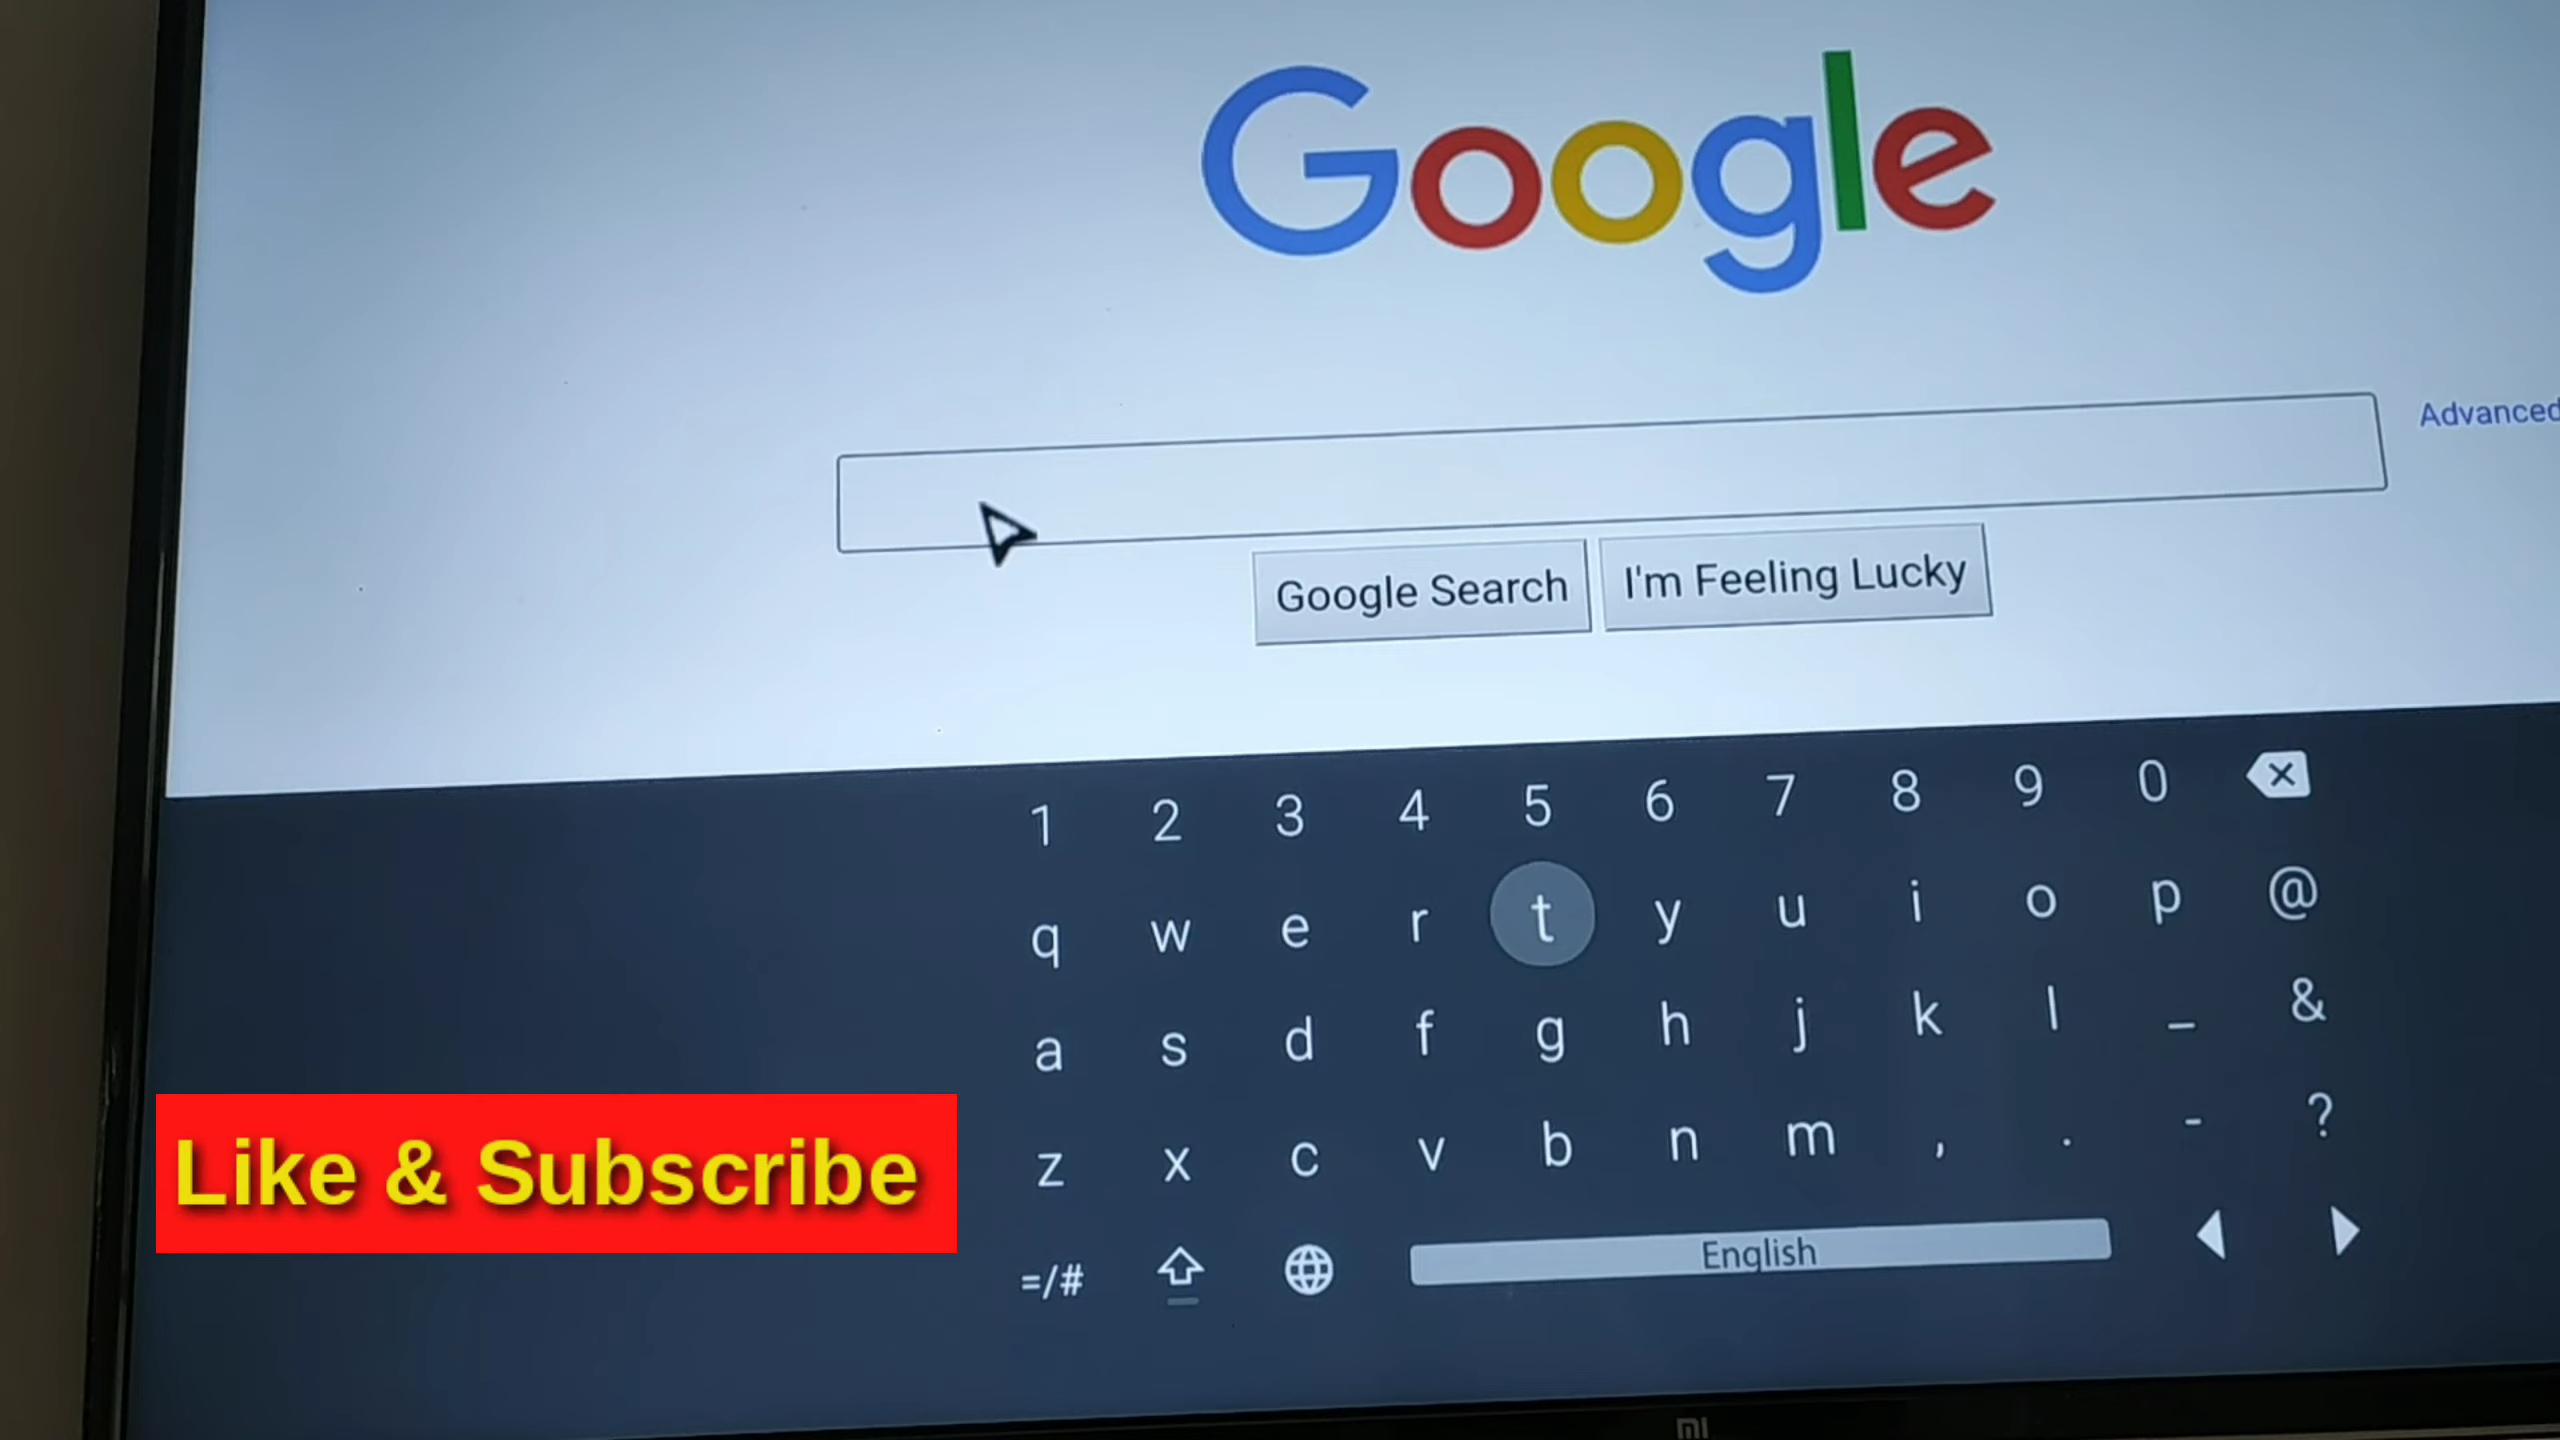 Google
Advanced
Google Search
I'm Feeling Lucky
1 2 3 4 5 6 7 8 9 0
q w e r t y u i o p @
a s d f g h j k l _ &
z x c v b n m , . - ?
=/# English
Like & Subscribe
mi